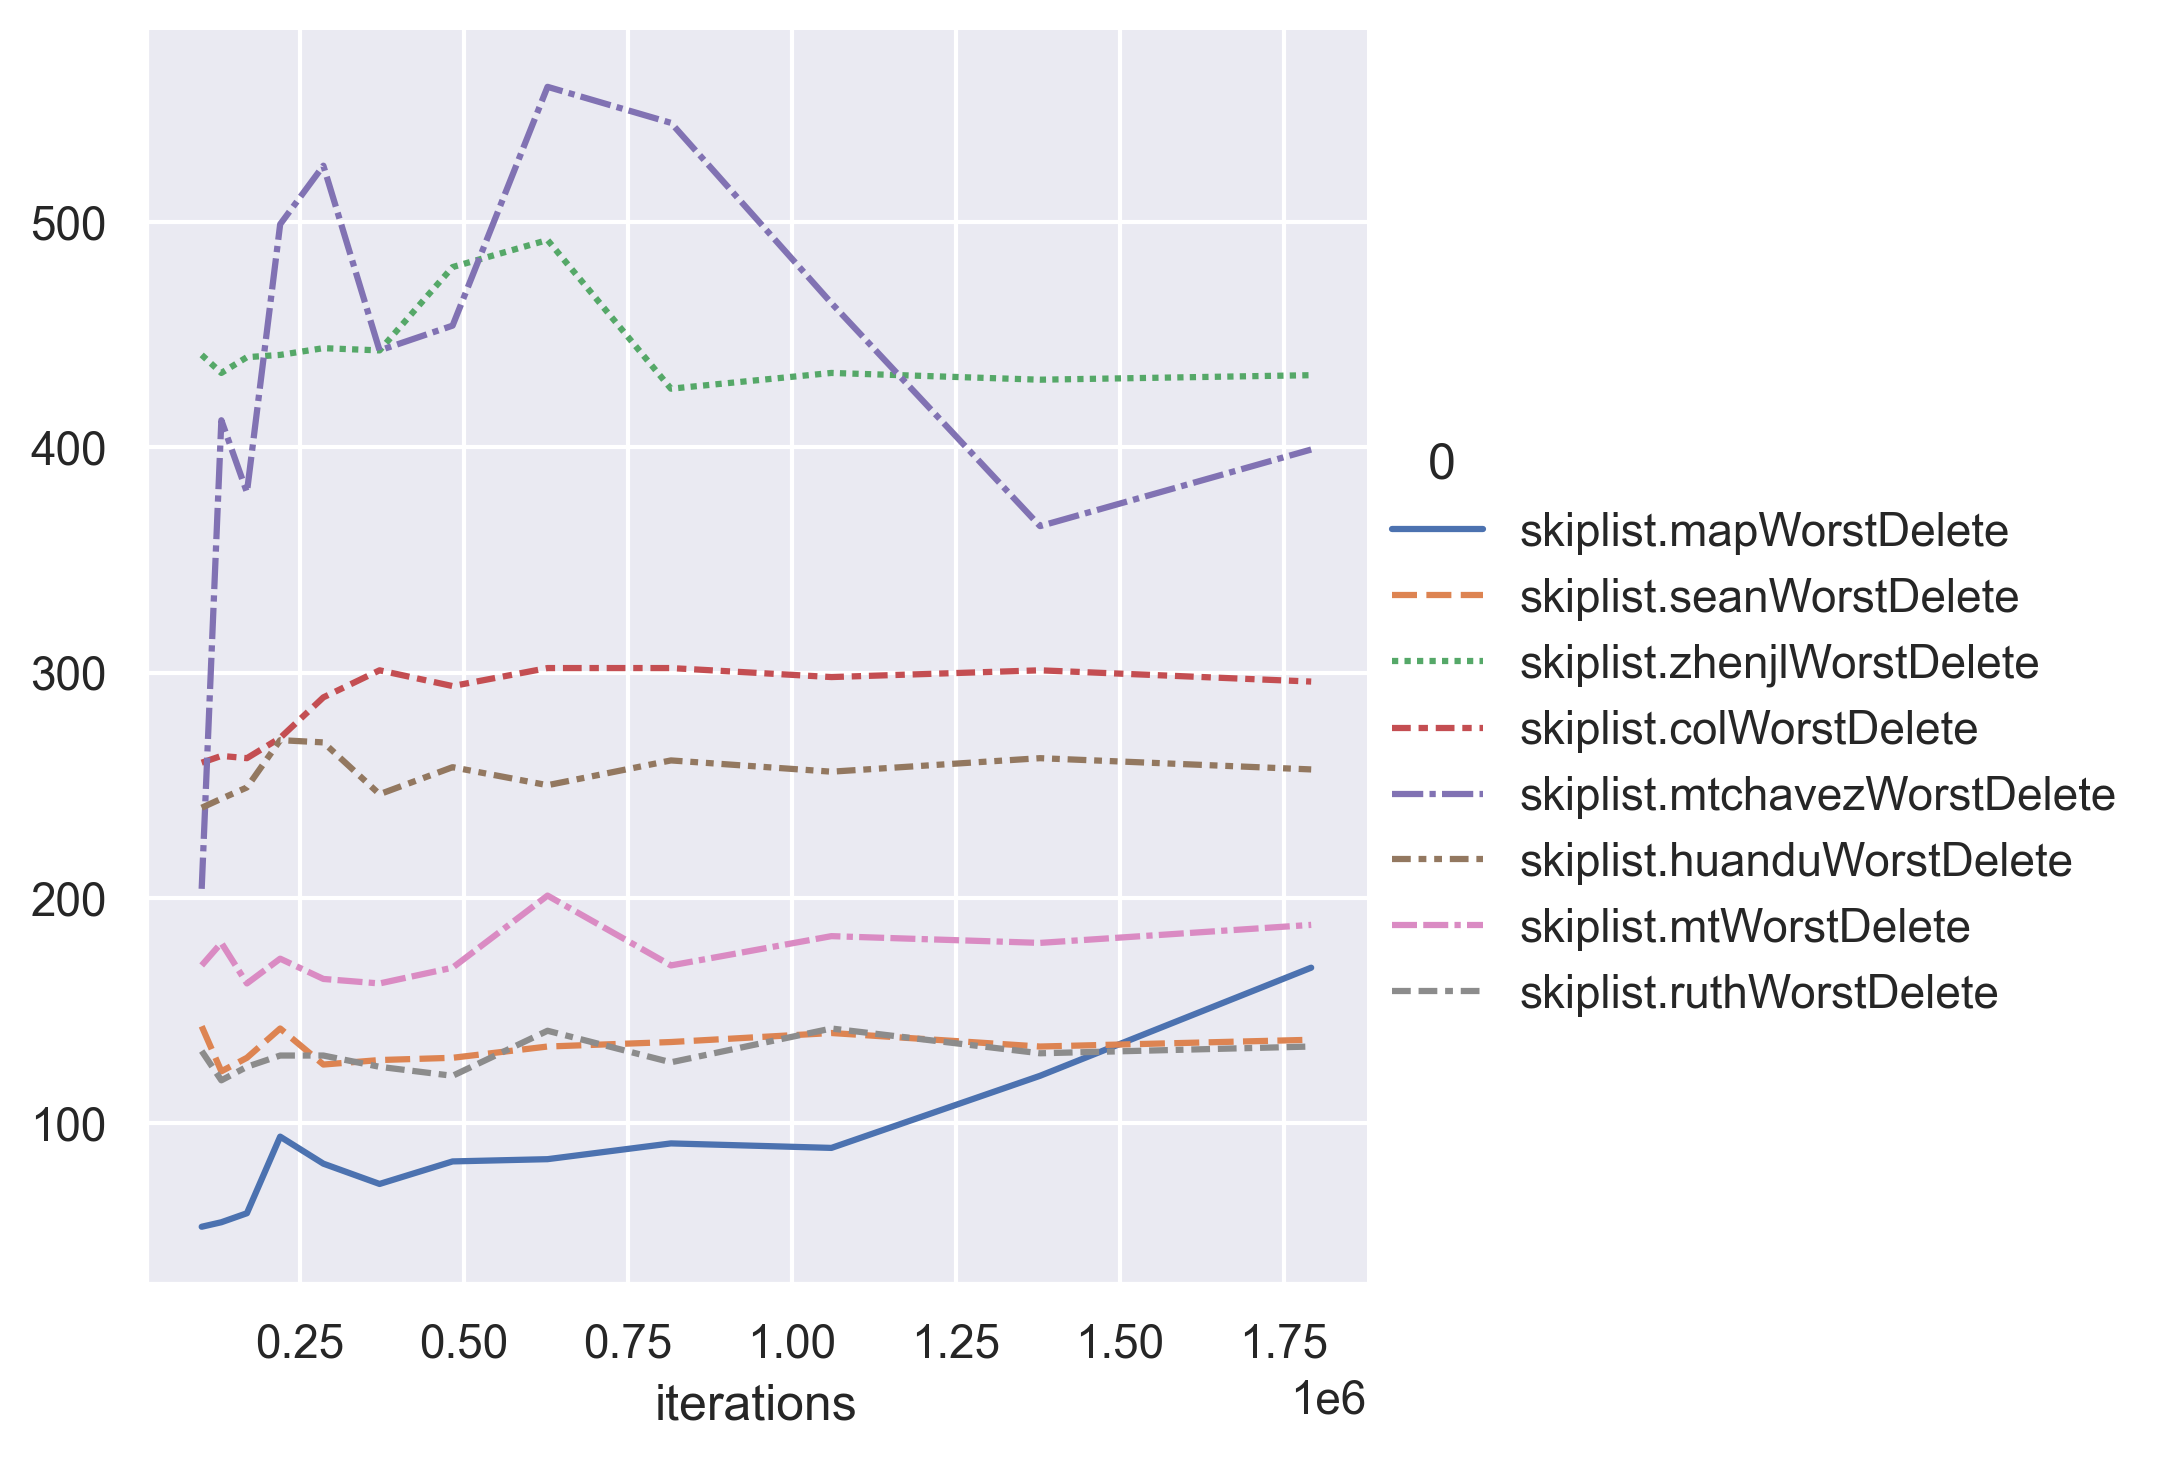 500
400
300
200
100
0.25 0.50 0.75 1.00 1.25 1.50 1.75
1e6
iterations
0
skiplist.mapWorstDelete
skiplist.seanWorstDelete
skiplist.zhenjlWorstDelete
skiplist.colWorstDelete
skiplist.mtchavezWorstDelete
skiplist.huanduWorstDelete
skiplist.mtWorstDelete
skiplist.ruthWorstDelete